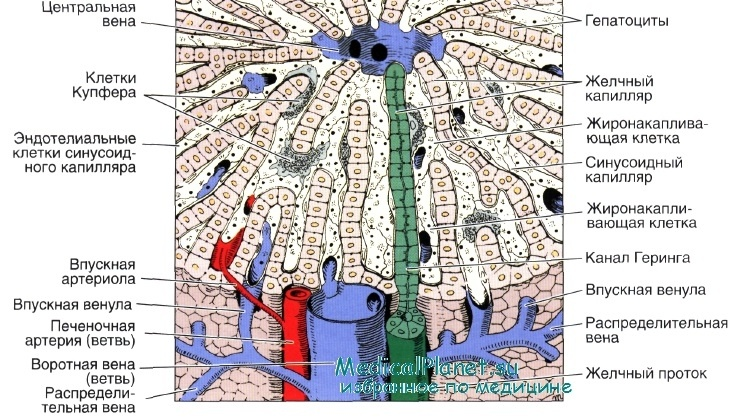 Центральная
вена
Клетки
Купфера
Эндотелиальные
клетки синусоид-
ного капилляра
Впускная
артериола
Впускная венула
Печеночная
артерия (ветвь)
Воротная вена
(ветвь)
Распредели-
тельная вена
Гепатоциты
Желчный
капилляр
Жиронакаплива-
ющая клетка
Синусоидный
капилляр
Жиронакапли-
вающая клетка
Канал Геринга
Впускная венула
Распределительная
вена
Желчный проток
MedicalPlanet.su
избранное по медицине